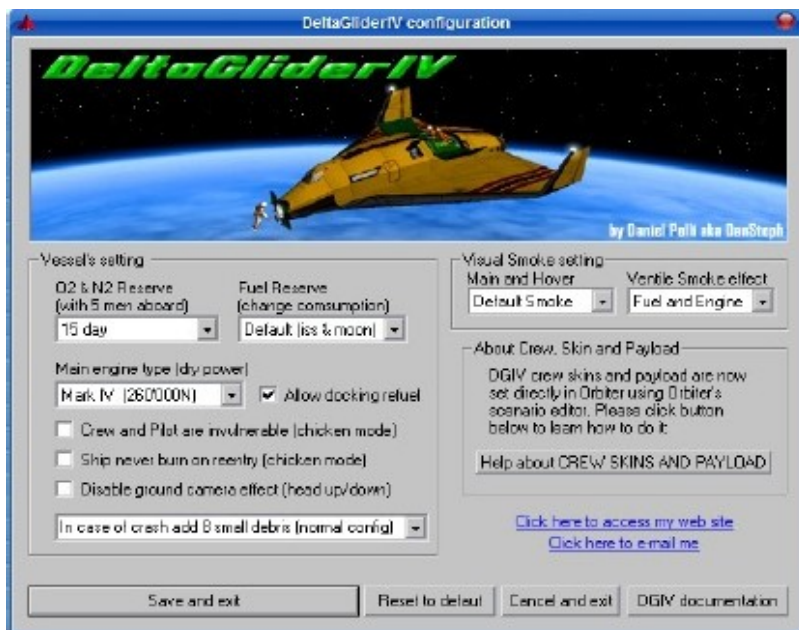 DeltaGliderIV configuration
DeltaGliderIV
by Daniel Polli aka DanSteph
Vessel's setting
O2 & N2 Reserve
(with 5 men aboard)
15 day
Fuel Reserve
(change comsumption)
Default (iss & moon)
Main engine type (dry power)
Mark IV (260'000N)
Allow docking refuel
Crew and Pilot are invulnerable (chicken mode)
Ship never burn on reentry (chicken mode)
Disable ground camera effect (head up/down)
In case of crash add 8 small debris (normal config)
Visual Smoke setting
Main and Hover
Default Smoke
Ventile Smoke effect
Fuel and Engine
About Crew, Skin and Payload
DGIV crew skins and payload are now
set directly in Orbiter using Orbiter's
scenario editor. Please click button
below to learn how to do it:
Help about CREW SKINS AND PAYLOAD
Click here to access my web site
Click here to e-mail me
Save and exit
Reset to defaut
Cancel and exit
DGIV documentation